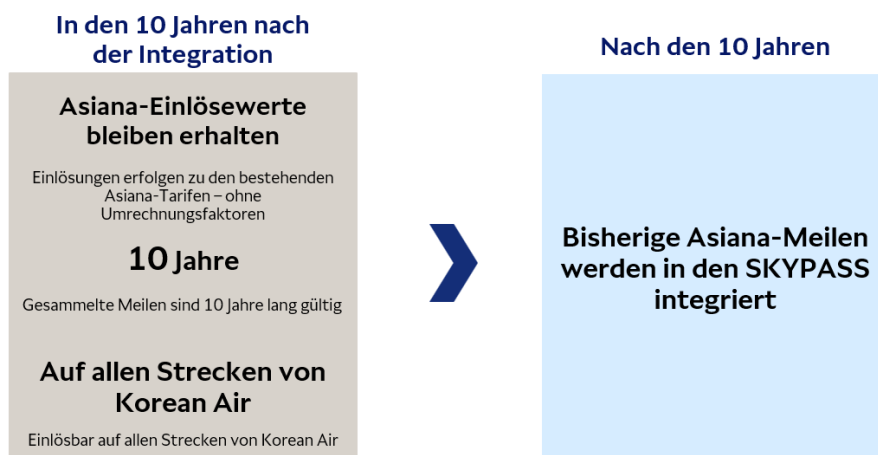 In den 10 Jahren nach
der Integration
Asiana-Einlösewerte
bleiben erhalten
Einlösungen erfolgen zu den bestehenden
Asiana-Tarifen – ohne
Umrechnungsfaktoren
10 Jahre
Gesammelte Meilen sind 10 Jahre lang gültig
Auf allen Strecken von
Korean Air
Einlösbar auf allen Strecken von Korean Air
Nach den 10 Jahren
Bisherige Asiana-Meilen
werden in den SKYPASS
integriert